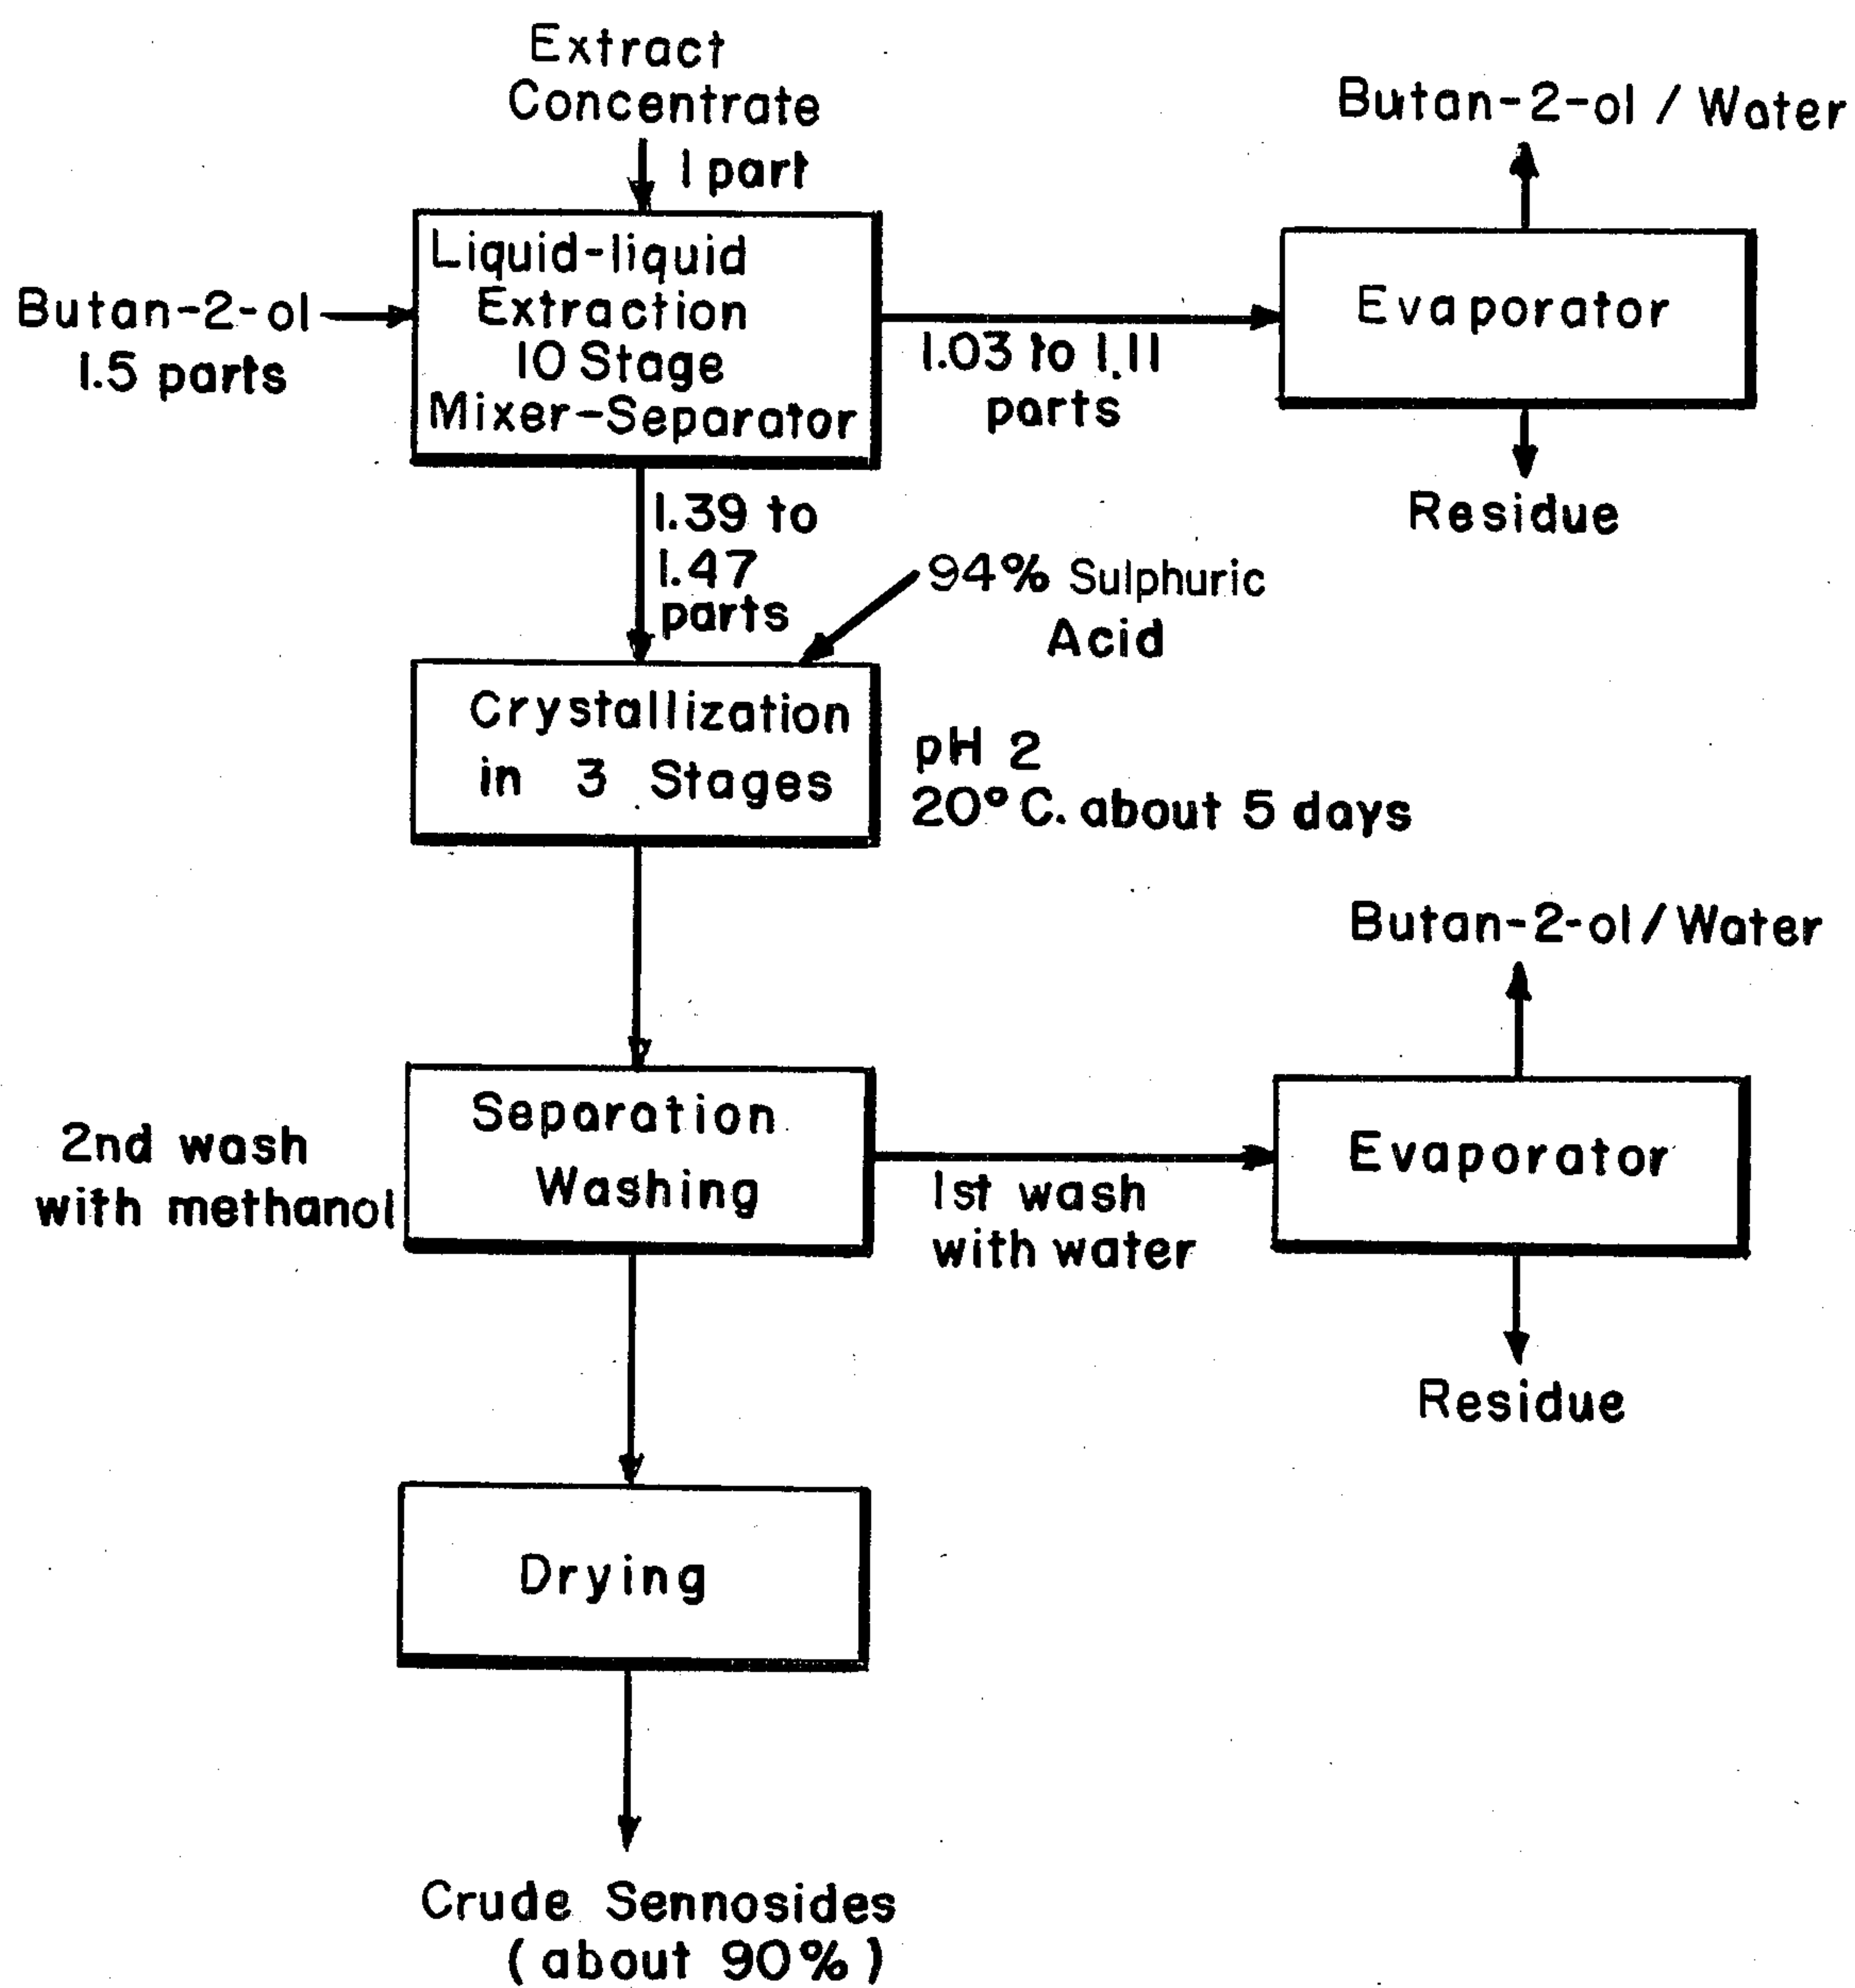 Extract
Concentrate
1 part
Butan-2-ol / Water
Liquid-liquid
Extraction
10 Stage
Mixer-Separator
Butan-2-ol
1.5 parts
1.03 to 1.11
parts
Evaporator
Residue
1.39 to
1.47
parts
94% Sulphuric
Acid
Crystallization
in 3 Stages
pH 2
20°C. about 5 days
Butan-2-ol/Water
Separation
Washing
2nd wash
with methanol
1st wash
with water
Evaporator
Residue
Drying
Crude Sennosides
(about 90%)